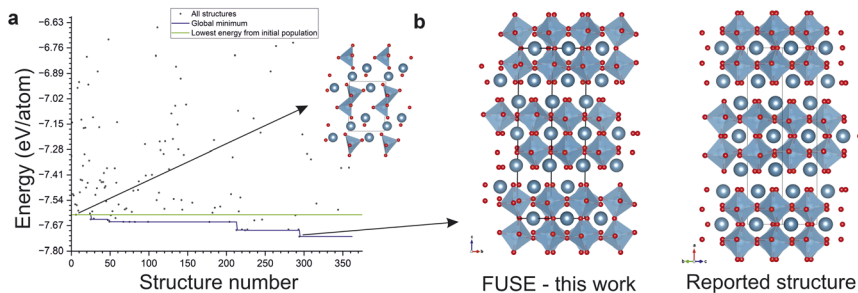 a
All structures
Global minimum
Lowest energy from initial population
−6.63
−6.76
−6.89
−7.02
−7.15
−7.28
−7.41
−7.54
−7.67
−7.80
Energy (eV/atom)
0 50 100 150 200 250 300 350
Structure number
b
FUSE - this work
Reported structure